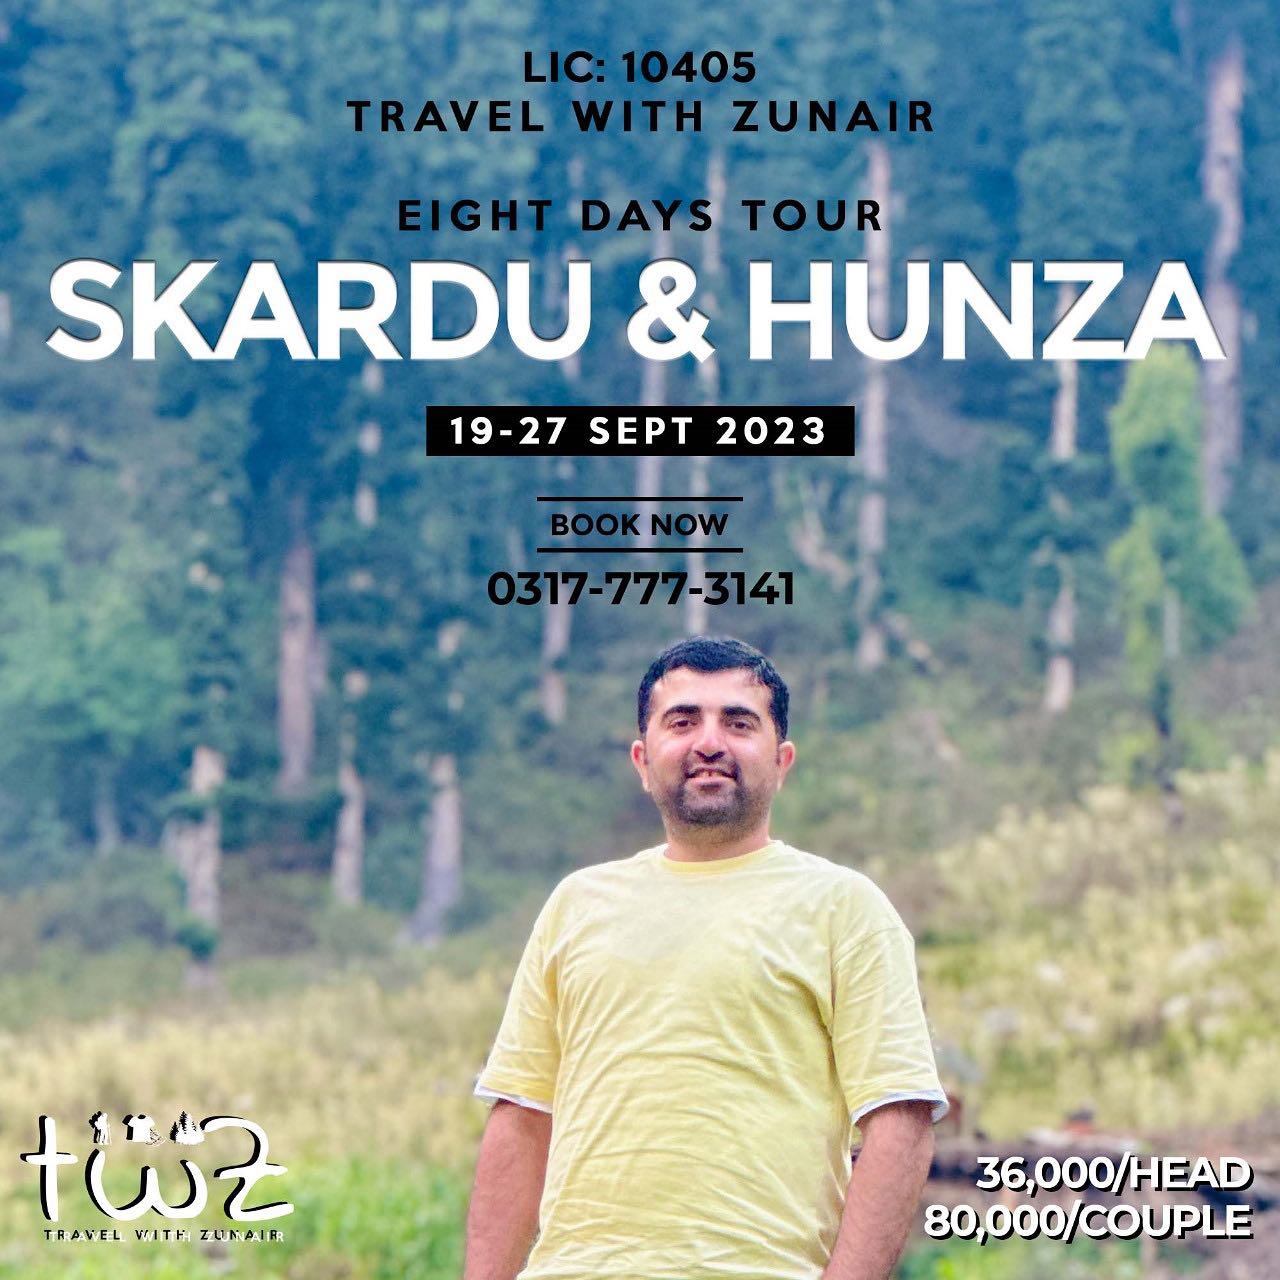 LIC: 10405
TRAVEL WITH ZUNAIR
EIGHT DAYS TOUR
SKARDU & HUNZA
19-27 SEPT 2023
BOOK NOW
0317-777-3141
twz
TRAVEL WITH ZUNAIR
36,000/HEAD
80,000/COUPLE